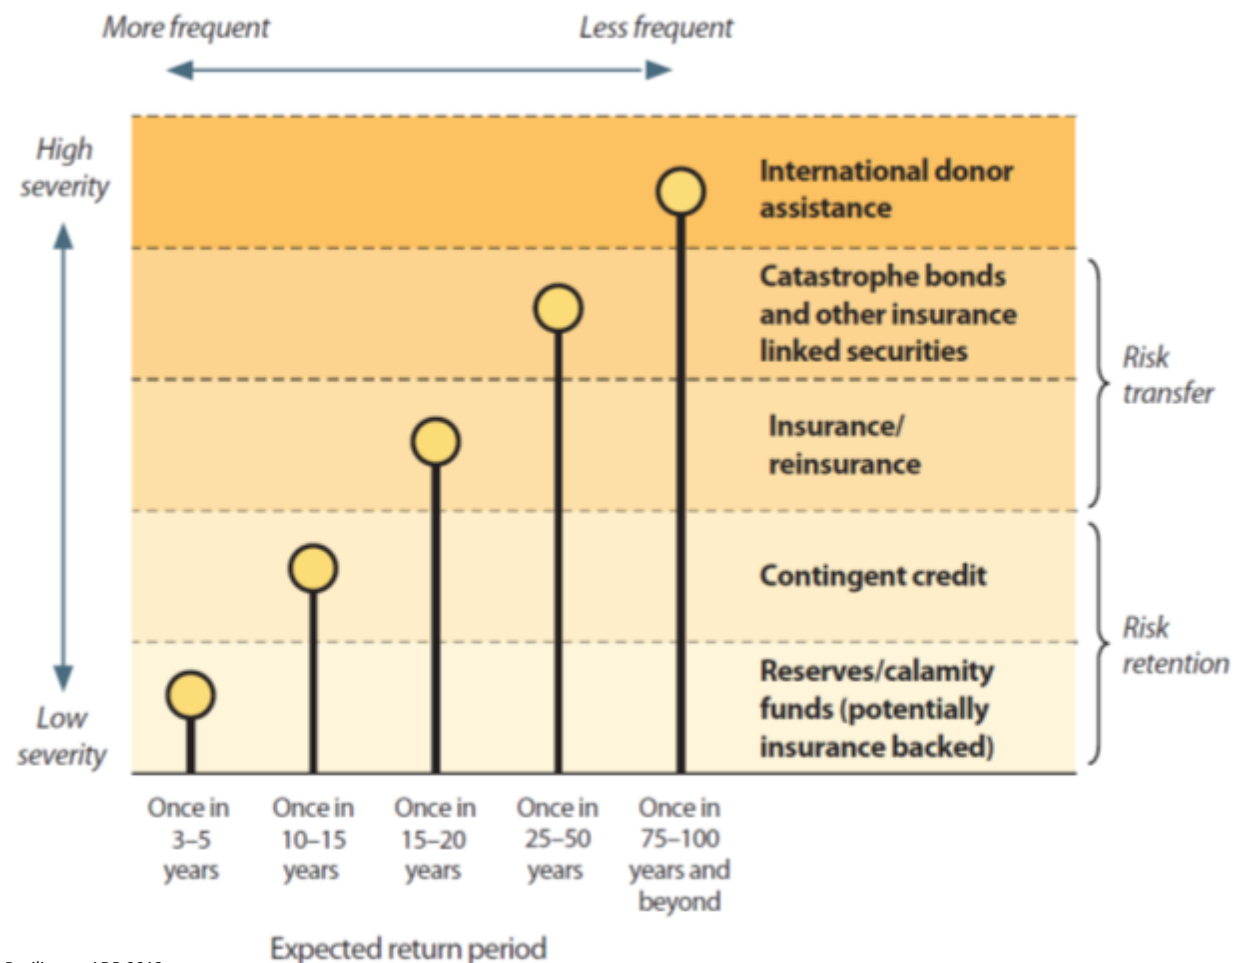 More frequent
Less frequent
High
severity
International donor
assistance
Catastrophe bonds
and other insurance
linked securities
Risk
transfer
Insurance/
reinsurance
Contingent credit
Risk
retention
Reserves/calamity
funds (potentially
insurance backed)
Low
severity
Once in
3–5
years
Once in
10–15
years
Once in
15–20
years
Once in
25–50
years
Once in
75–100
years and
beyond
Expected return period